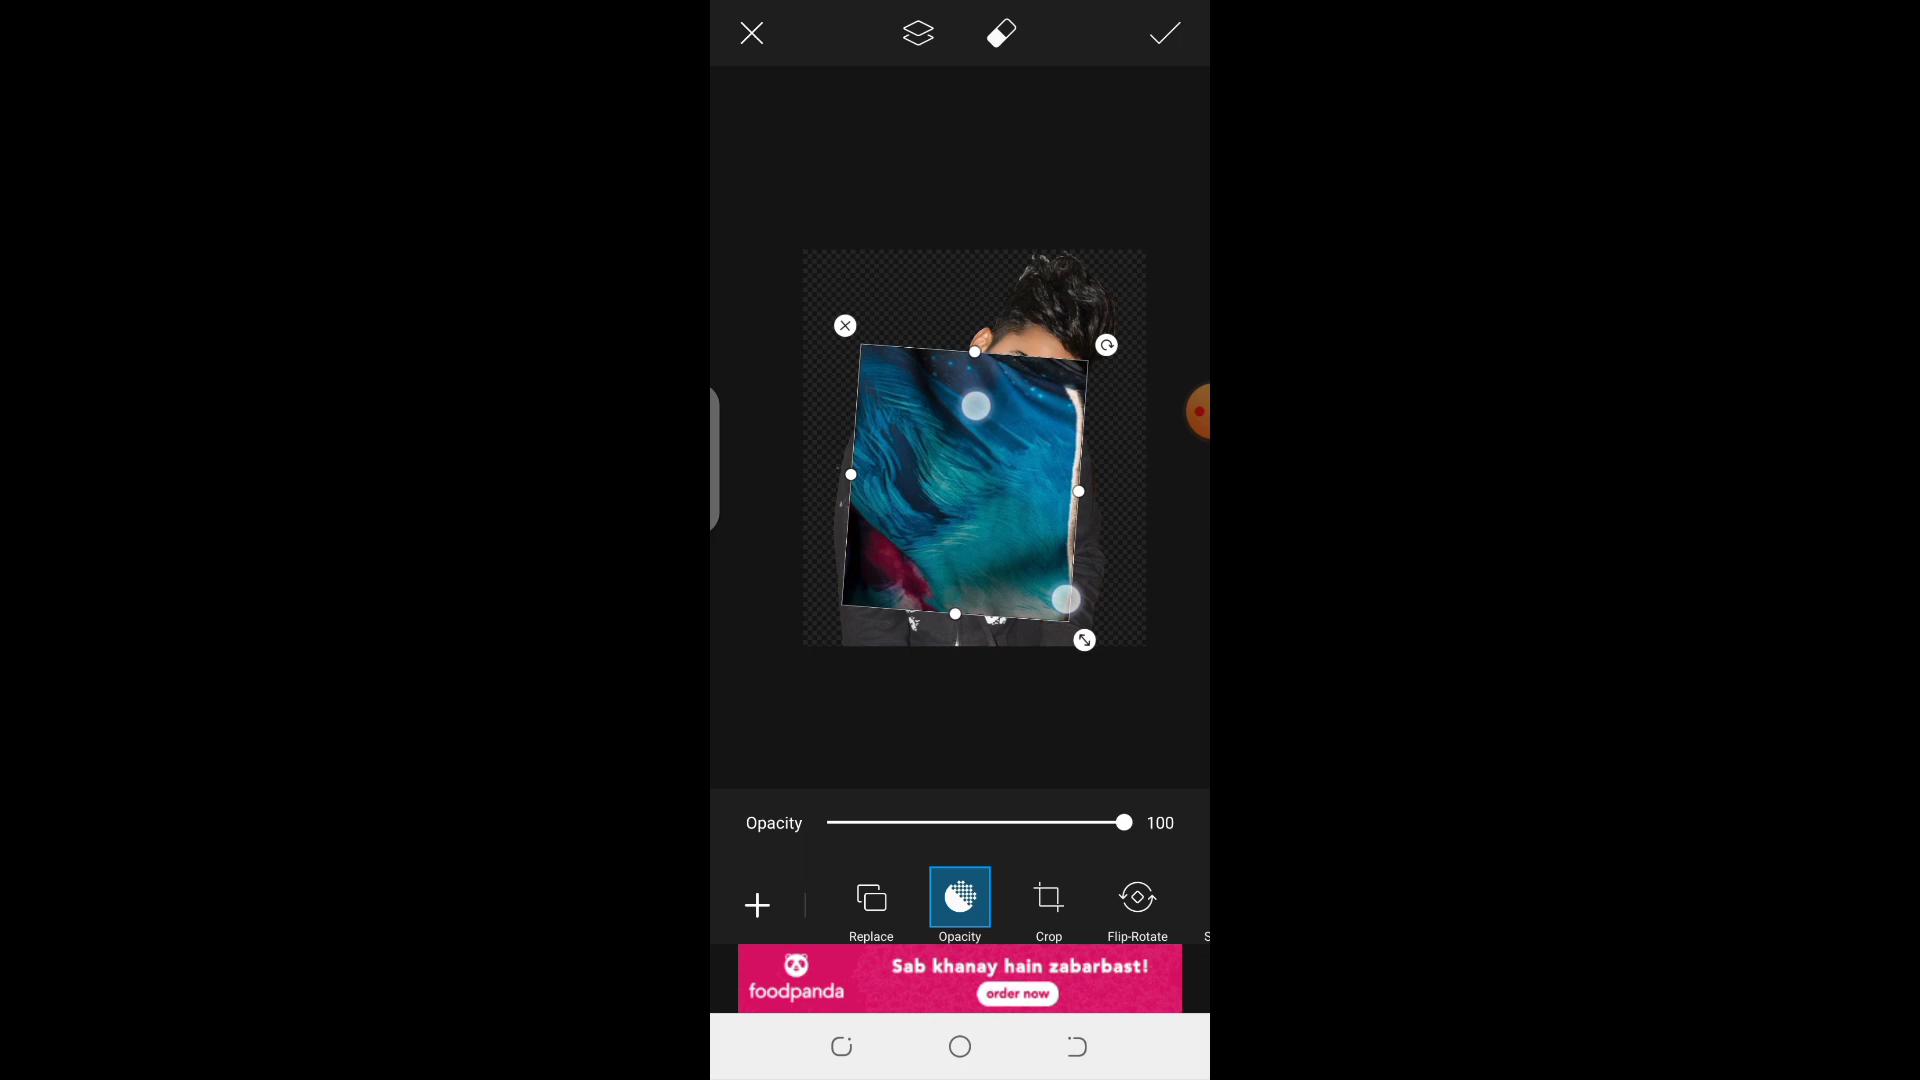 Opacity 100
Replace Opacity Crop Flip-Rotate S
foodpanda
Sab khanay hain zabarbast!
order now